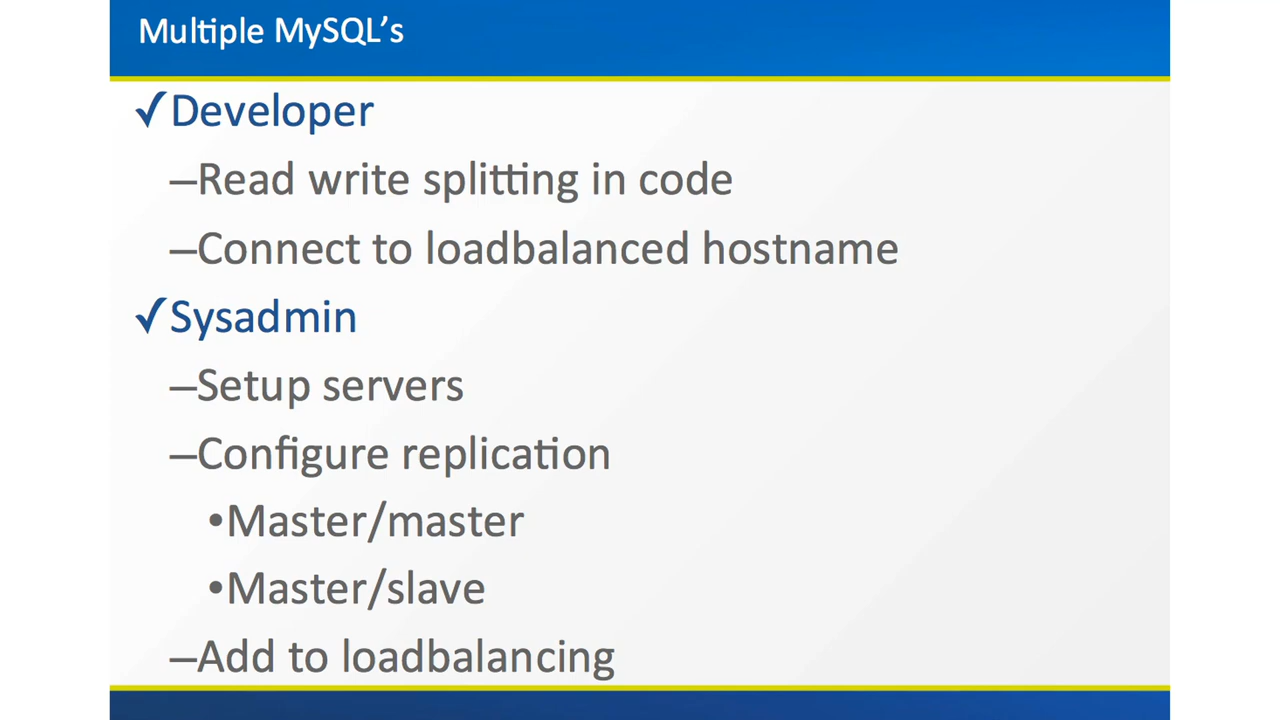 Multiple MySQL's
✓Developer
–Read write splitting in code
–Connect to loadbalanced hostname
✓Sysadmin
–Setup servers
–Configure replication
•Master/master
•Master/slave
–Add to loadbalancing